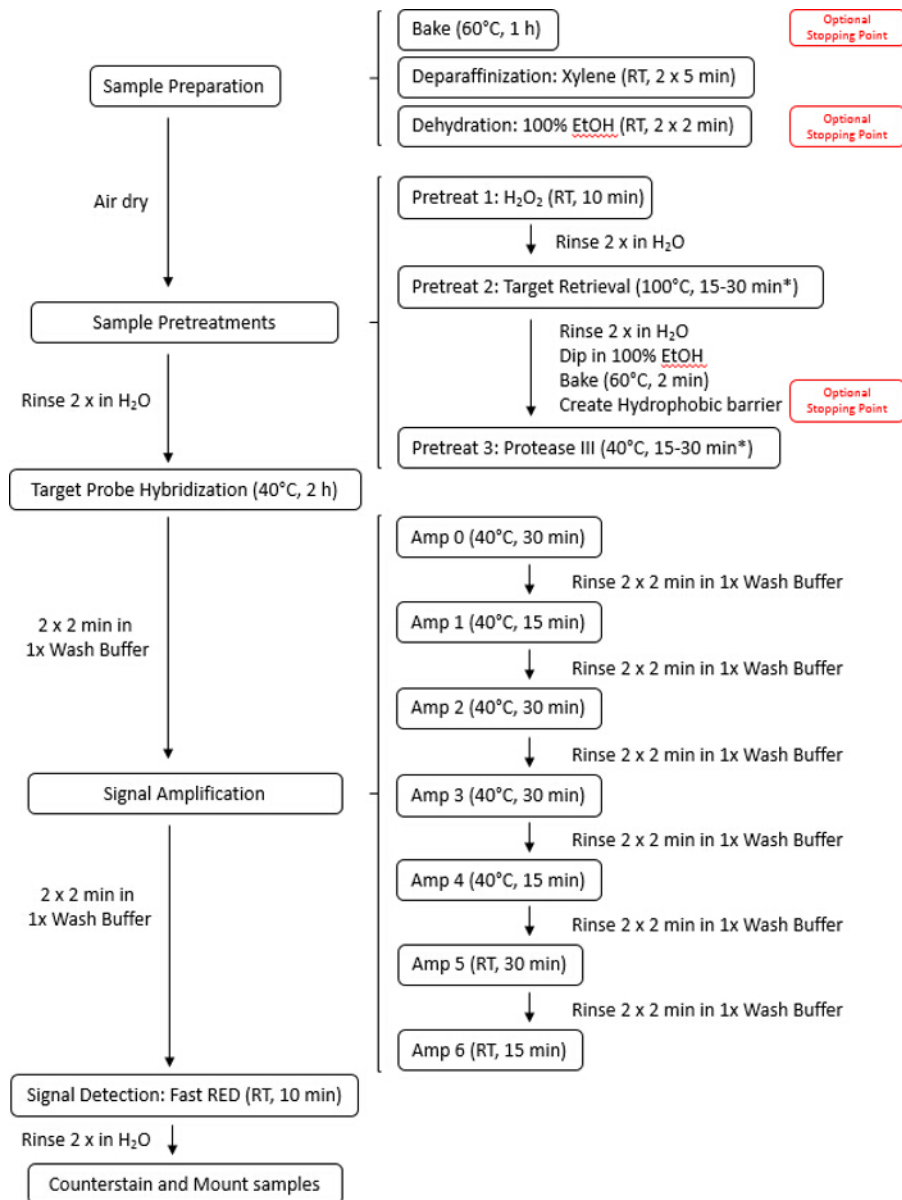 Sample Preparation
Bake (60°C, 1 h)
Optional
Stopping Point
Deparaffinization: Xylene (RT, 2 x 5 min)
Dehydration: 100% EtOH (RT, 2 x 2 min)
Optional
Stopping Point
Air dry
Sample Pretreatments
Pretreat 1: H₂O₂ (RT, 10 min)
Rinse 2 x in H₂O
Pretreat 2: Target Retrieval (100°C, 15-30 min*)
Rinse 2 x in H₂O
Dip in 100% EtOH
Bake (60°C, 2 min)
Create Hydrophobic barrier
Optional
Stopping Point
Pretreat 3: Protease III (40°C, 15-30 min*)
Rinse 2 x in H₂O
Target Probe Hybridization (40°C, 2 h)
2 x 2 min in
1x Wash Buffer
Signal Amplification
Amp 0 (40°C, 30 min)
Rinse 2 x 2 min in 1x Wash Buffer
Amp 1 (40°C, 15 min)
Rinse 2 x 2 min in 1x Wash Buffer
Amp 2 (40°C, 30 min)
Rinse 2 x 2 min in 1x Wash Buffer
Amp 3 (40°C, 30 min)
Rinse 2 x 2 min in 1x Wash Buffer
Amp 4 (40°C, 15 min)
Rinse 2 x 2 min in 1x Wash Buffer
Amp 5 (RT, 30 min)
Rinse 2 x 2 min in 1x Wash Buffer
Amp 6 (RT, 15 min)
2 x 2 min in
1x Wash Buffer
Signal Detection: Fast RED (RT, 10 min)
Rinse 2 x in H₂O
Counterstain and Mount samples